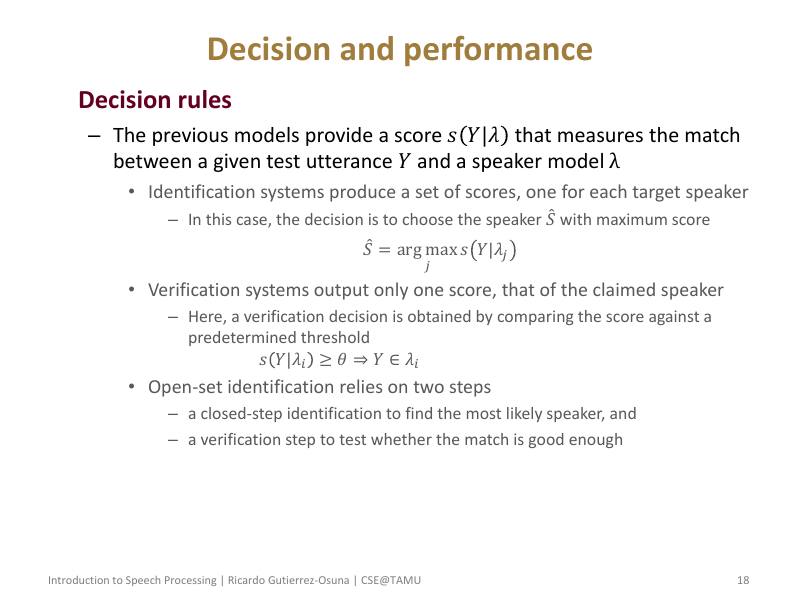 Decision and performance
Decision rules
– The previous models provide a score s(Y|λ) that measures the match
between a given test utterance Y and a speaker model λ
• Identification systems produce a set of scores, one for each target speaker
– In this case, the decision is to choose the speaker Ŝ with maximum score
Ŝ = arg max s(Y|λⱼ)
j
• Verification systems output only one score, that of the claimed speaker
– Here, a verification decision is obtained by comparing the score against a
predetermined threshold
s(Y|λᵢ) ≥ θ ⇒ Y ∈ λᵢ
• Open-set identification relies on two steps
– a closed-step identification to find the most likely speaker, and
– a verification step to test whether the match is good enough
Introduction to Speech Processing | Ricardo Gutierrez-Osuna | CSE@TAMU 18